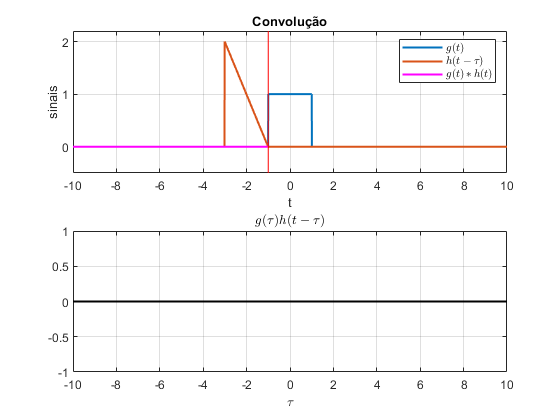 Convolução
g(t)
h(t − τ)
g(t) ∗ h(t)
sinais
2
1
0
-10 -8 -6 -4 -2 0 2 4 6 8 10
t
g(τ)h(t − τ)
1
0.5
0
-0.5
-1
-10 -8 -6 -4 -2 0 2 4 6 8 10
τ